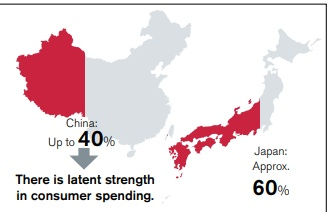 China:
Up to 40%
There is latent strength
in consumer spending.
Japan:
Approx.
60%